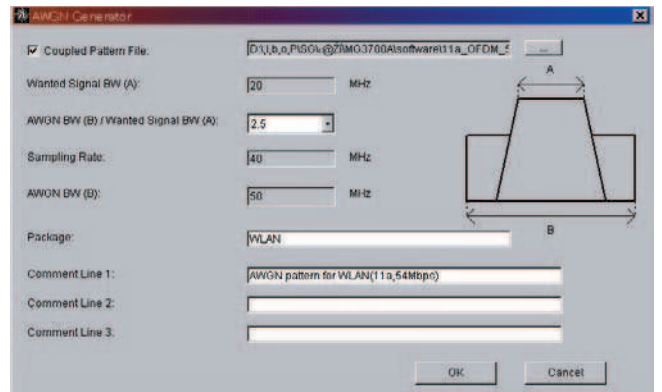 AWGN Generator
Coupled Pattern File:
...
A
Wanted Signal BW (A): 20 MHz
AWGN BW (B) / Wanted Signal BW (A): 2.5
Sampling Rate: 40 MHz
AWGN BW (B): 50 MHz
B
Package: WLAN
Comment Line 1: AWGN pattern for WLAN(11a,54Mbps)
Comment Line 2:
Comment Line 3:
OK Cancel